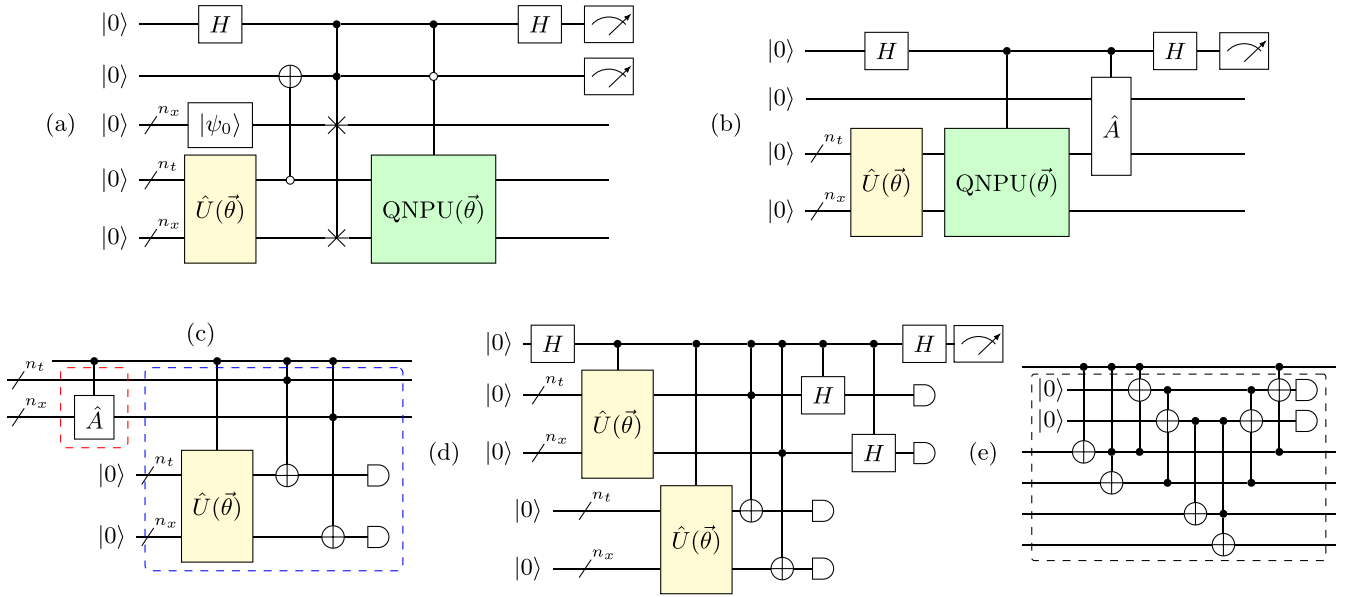 |0⟩ H H
|0⟩
(a) |0⟩ n_x |ψ_0⟩
|0⟩ n_t
Û(θ⃗) QNPU(θ⃗)
|0⟩ n_x
|0⟩ H H
|0⟩
(b) Â
|0⟩ n_t
Û(θ⃗) QNPU(θ⃗)
|0⟩ n_x
(c)
n_t
n_x
Â
|0⟩ n_t
Û(θ⃗)
|0⟩ n_x
|0⟩ H H
|0⟩ n_t H
Û(θ⃗)
(d) |0⟩ n_x H
|0⟩ n_t
Û(θ⃗)
|0⟩ n_x
|0⟩
|0⟩
(e)